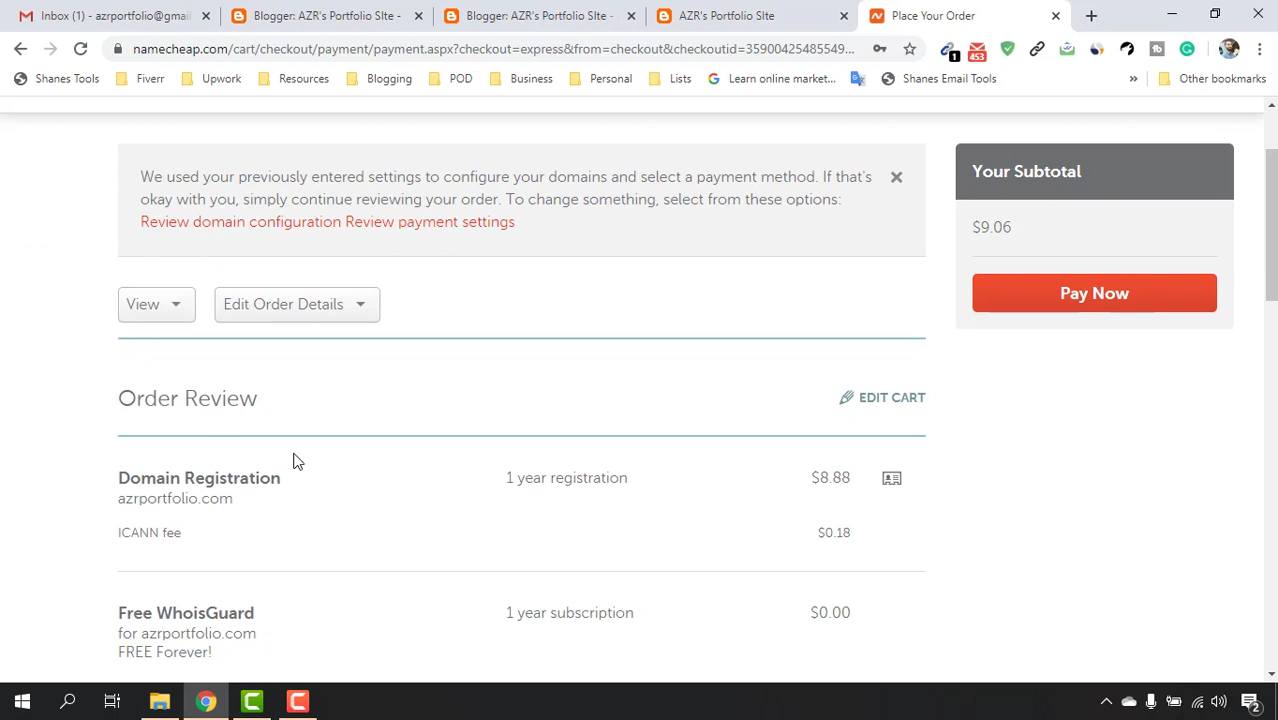 Inbox (1) - azrportfolio@gmai
Blogger: AZR's Portfolio SIte -
Blogger: AZR's Portfolio SIte -
AZR's Portfolio SIte
Place Your Order
namecheap.com/cart/checkout/payment/payment.aspx?checkout=express&from=checkout&checkoutid=35900425485549...
1
453
Shanes Tools
Fiverr
Upwork
Resources
Blogging
POD
Business
Personal
Lists
Learn online market...
Shanes Email Tools
»
Other bookmarks
We used your previously entered settings to configure your domains and select a payment method. If that's
okay with you, simply continue reviewing your order. To change something, select from these options:
Review domain configuration Review payment settings
Your Subtotal
$9.06
Pay Now
View
Edit Order Details
Order Review
EDIT CART
Domain Registration
1 year registration
$8.88
azrportfolio.com
ICANN fee
$0.18
Free WhoisGuard
1 year subscription
$0.00
for azrportfolio.com
FREE Forever!
2